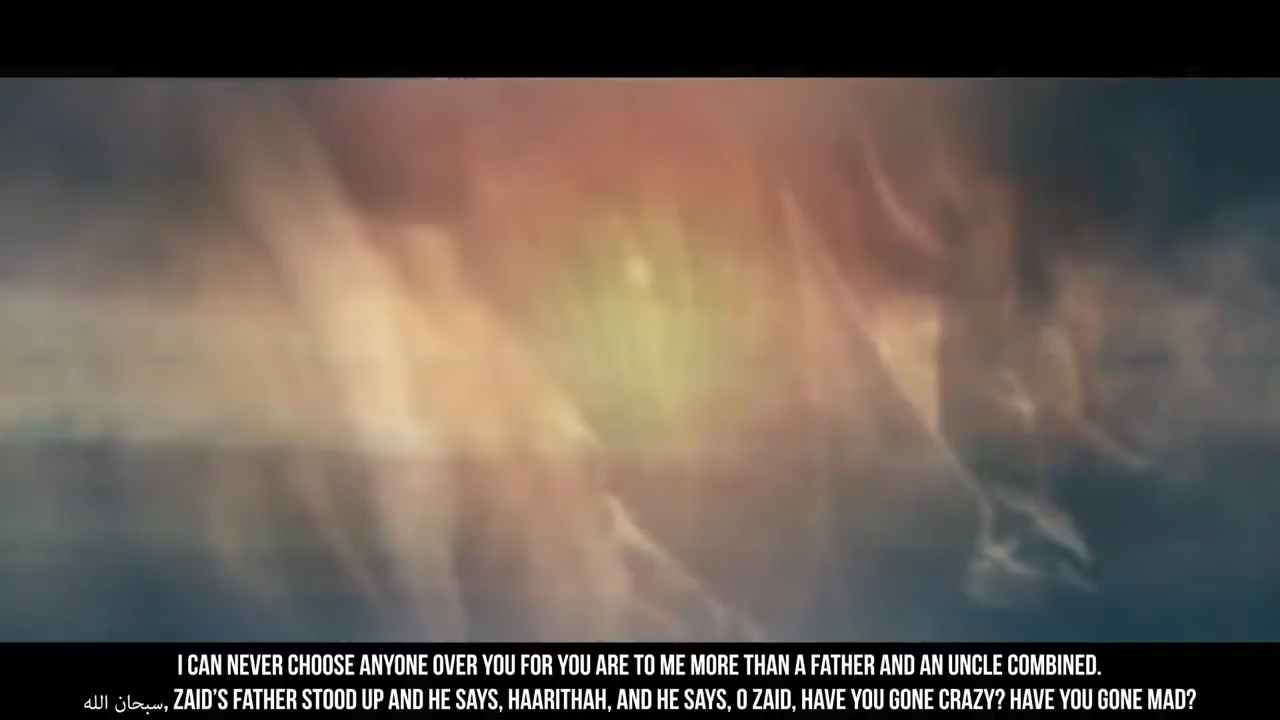 I CAN NEVER CHOOSE ANYONE OVER YOU FOR YOU ARE TO ME MORE THAN A FATHER AND AN UNCLE COMBINED.
سبحان الله, ZAID'S FATHER STOOD UP AND HE SAYS, HAARITHAH, AND HE SAYS, O ZAID, HAVE YOU GONE CRAZY? HAVE YOU GONE MAD?